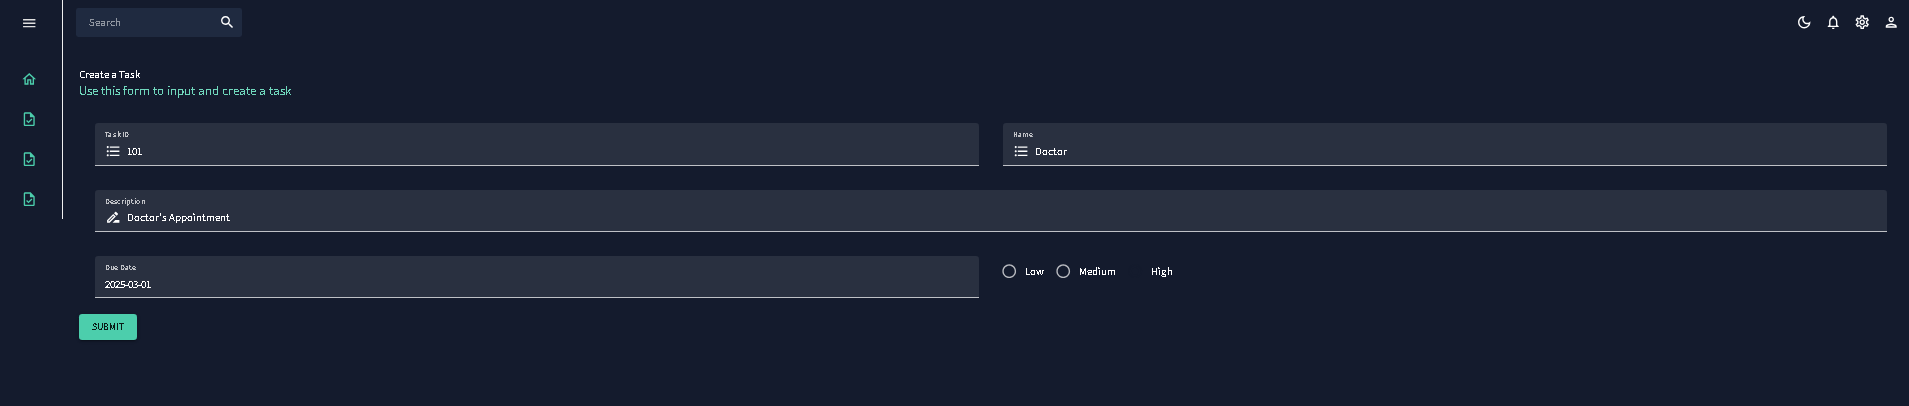 Search
Create a Task
Use this form to input and create a task
Task ID
101
Name
Doctor
Description
Doctor's Appointment
Due Date
2025-03-01
Low
Medium
High
SUBMIT